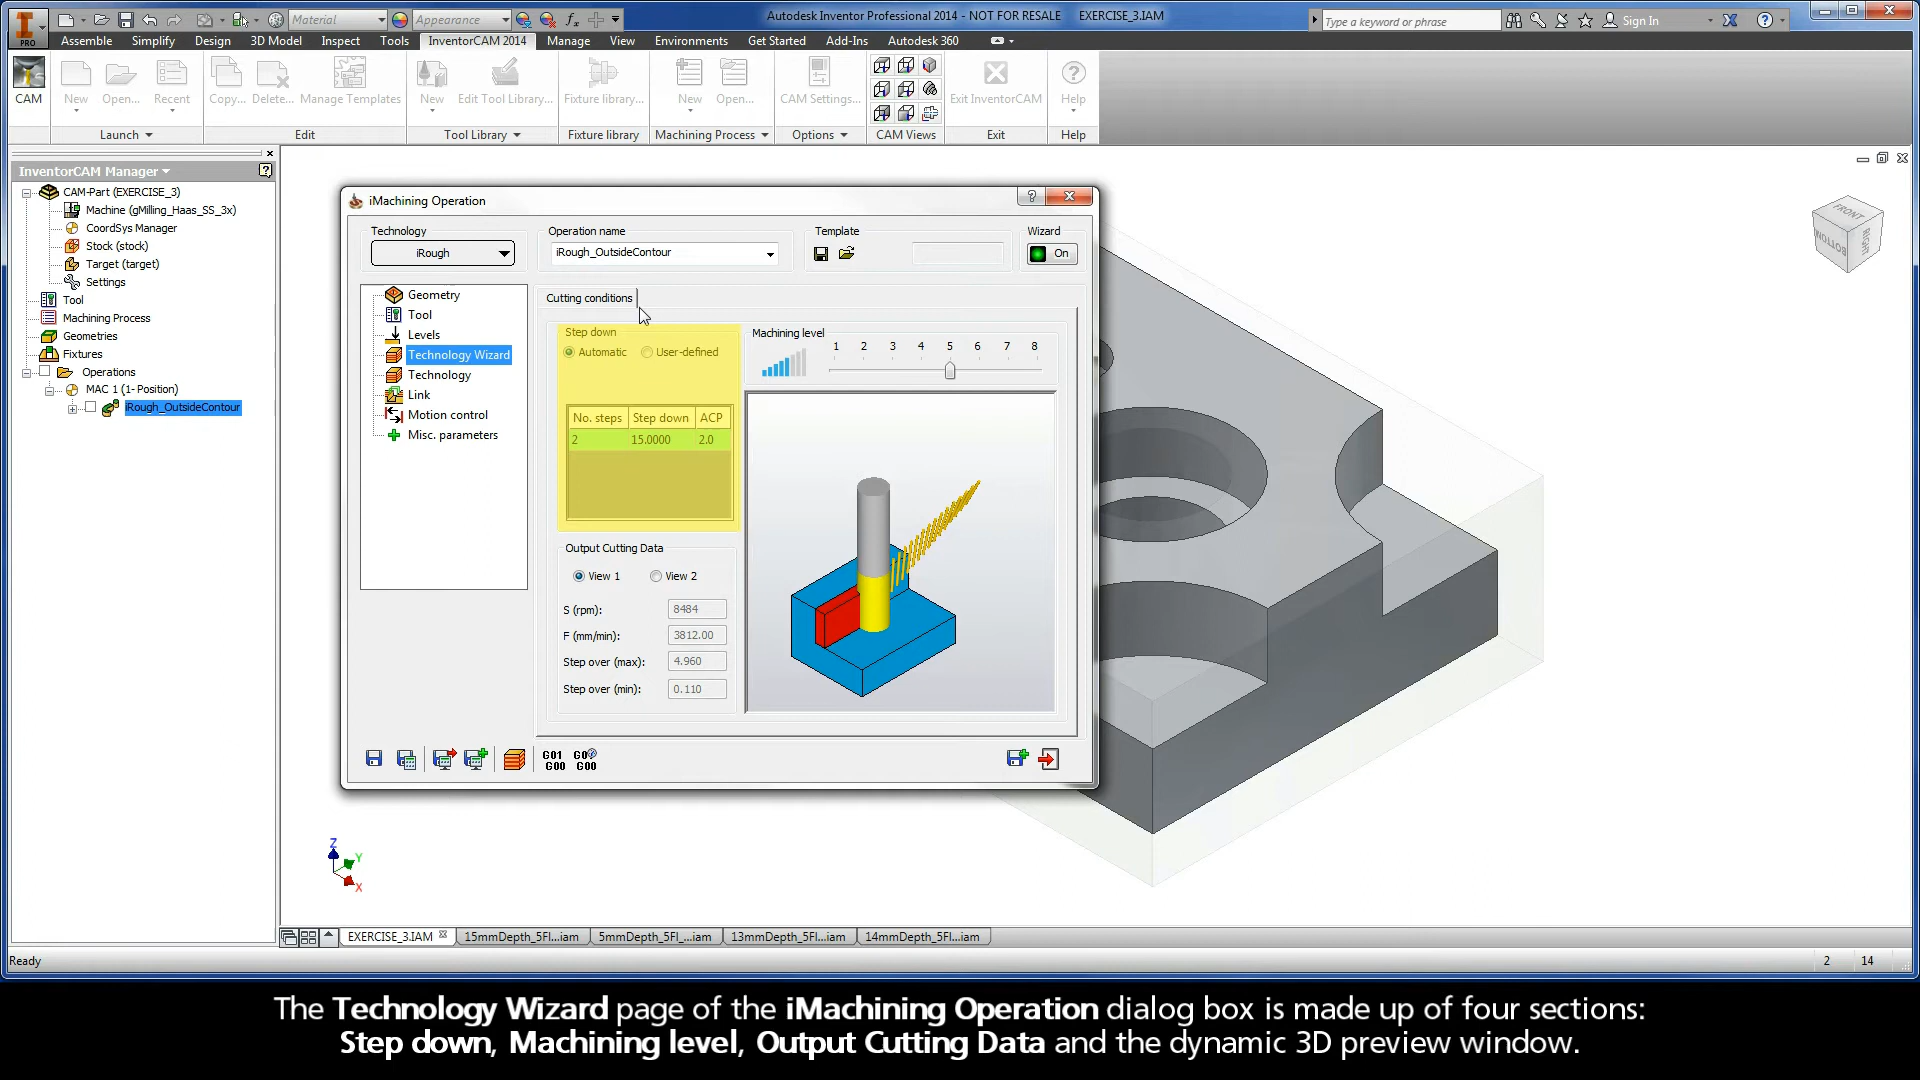 PRO
Material
Appearance
Autodesk Inventor Professional 2014 - NOT FOR RESALE EXERCISE_3.IAM
Type a keyword or phrase
Sign In
Assemble Simplify Design 3D Model Inspect Tools InventorCAM 2014 Manage View Environments Get Started Add-Ins Autodesk 360
CAM New Open... Recent Copy... Delete... Manage Templates New Edit Tool Library... Fixture library... New Open... CAM Settings... Exit InventorCAM Help
Launch Edit Tool Library Fixture library Machining Process Options CAM Views Exit Help
InventorCAM Manager
CAM-Part (EXERCISE_3)
Machine (gMilling_Haas_SS_3x)
CoordSys Manager
Stock (stock)
Target (target)
Settings
Tool
Machining Process
Geometries
Fixtures
Operations
MAC 1 (1- Position)
iRough_OutsideContour
iMachining Operation
Technology
iRough
Operation name
iRough_OutsideContour
Template
Wizard
On
Geometry
Tool
Levels
Technology Wizard
Technology
Link
Motion control
Misc. parameters
Cutting conditions
Step down
Automatic User-defined
No. steps Step down ACP
2 15.0000 2.0
Machining level
1 2 3 4 5 6 7 8
Output Cutting Data
View 1 View 2
S (rpm): 8484
F (mm/min): 3812.00
Step over (max): 4.960
Step over (min): 0.110
G01
G00
G0
G00
FRONT
RIGHT
BOTTOM
Z
Y
X
EXERCISE_3.IAM 15mmDepth_5Fl...iam 5mmDepth_5Fl_...iam 13mmDepth_5Fl...iam 14mmDepth_5Fl...iam
Ready
2 14
The Technology Wizard page of the iMachining Operation dialog box is made up of four sections:
Step down, Machining level, Output Cutting Data and the dynamic 3D preview window.